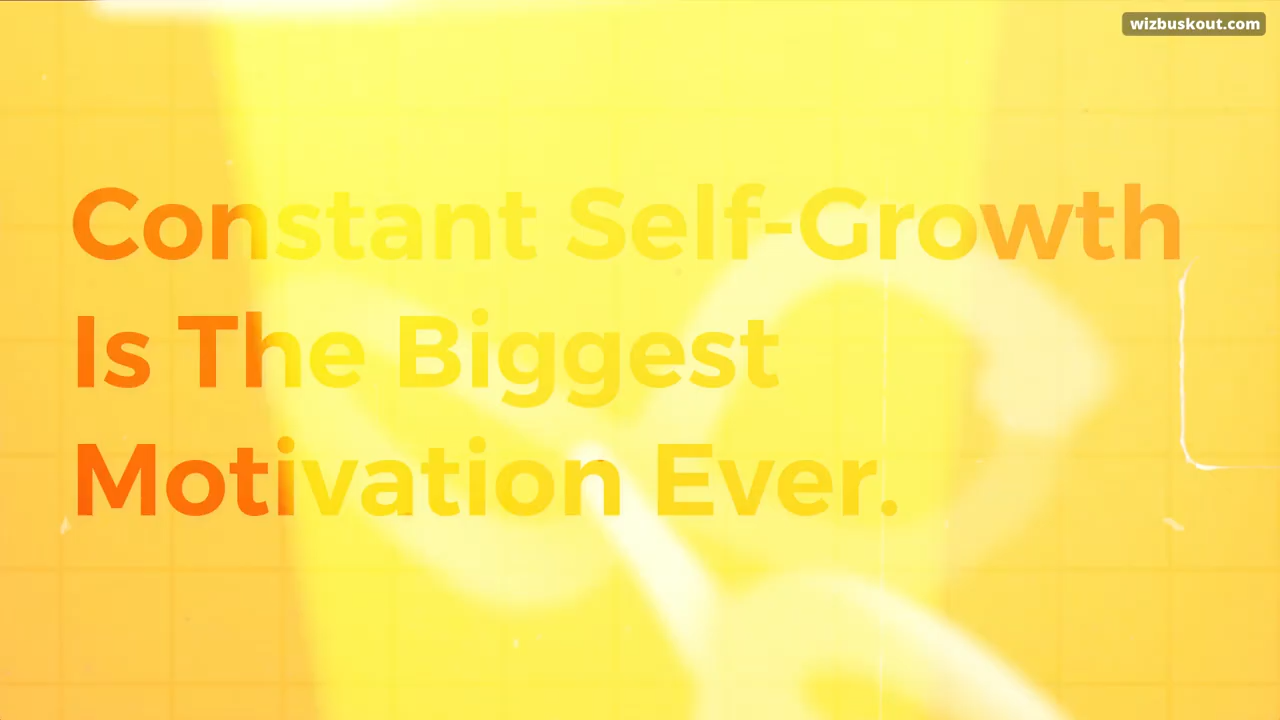 wizbuskout.com
Constant Self-Growth
Is The Biggest
Motivation Ever.